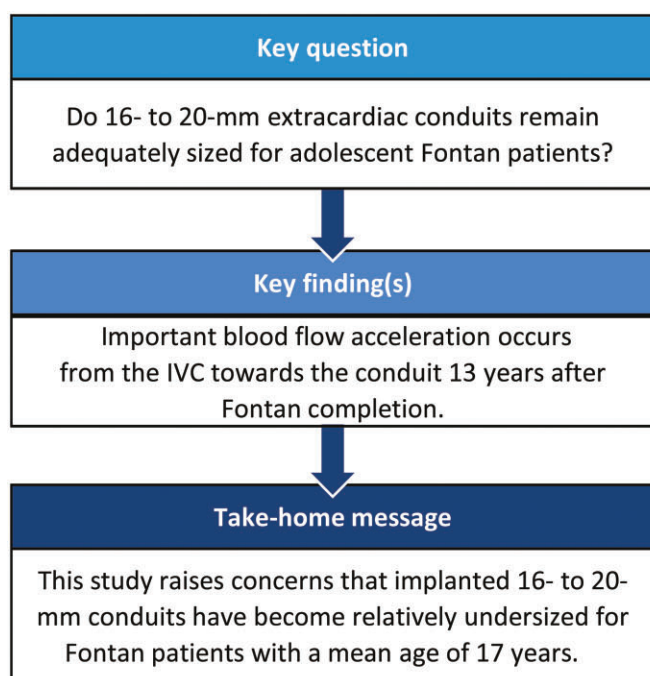 Key question
Do 16- to 20-mm extracardiac conduits remain
adequately sized for adolescent Fontan patients?
Key finding(s)
Important blood flow acceleration occurs
from the IVC towards the conduit 13 years after
Fontan completion.
Take-home message
This study raises concerns that implanted 16- to 20-
mm conduits have become relatively undersized for
Fontan patients with a mean age of 17 years.